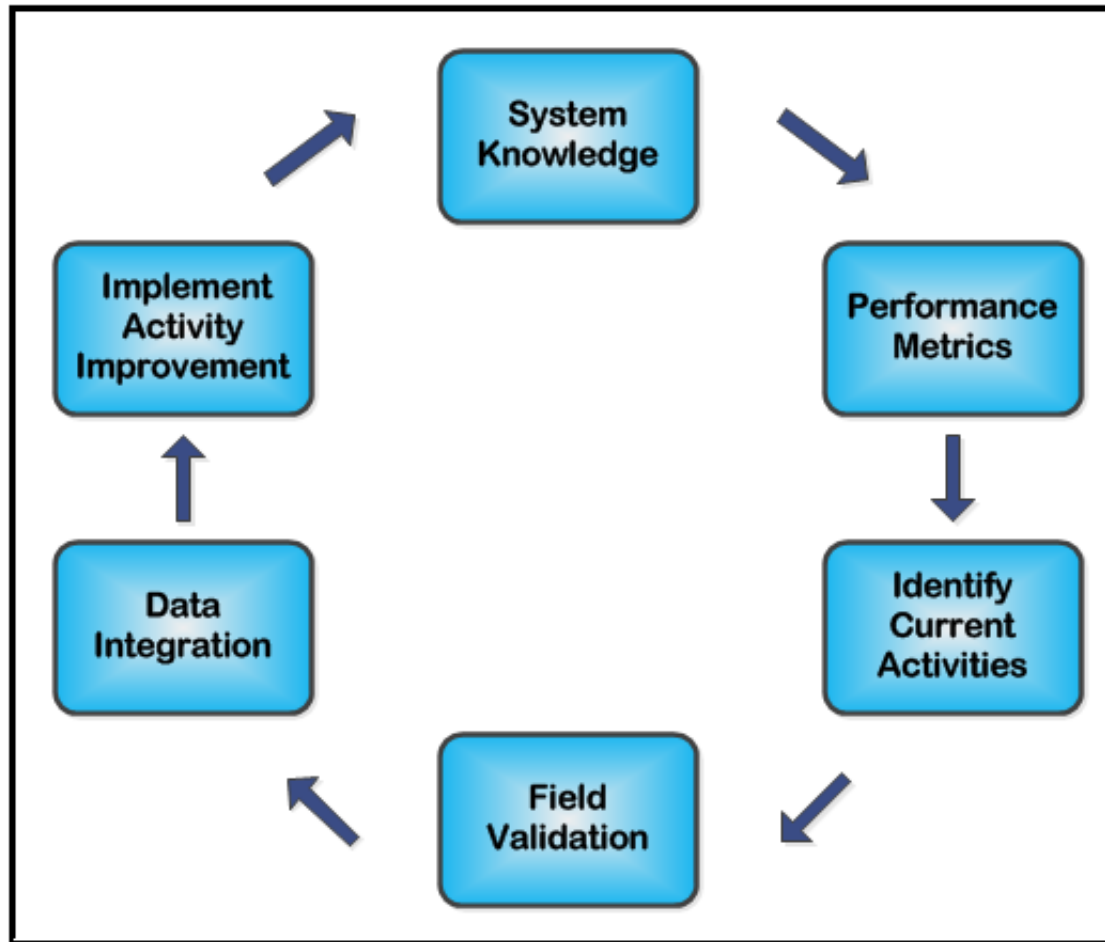 System
Knowledge
Performance
Metrics
Identify
Current
Activities
Field
Validation
Data
Integration
Implement
Activity
Improvement